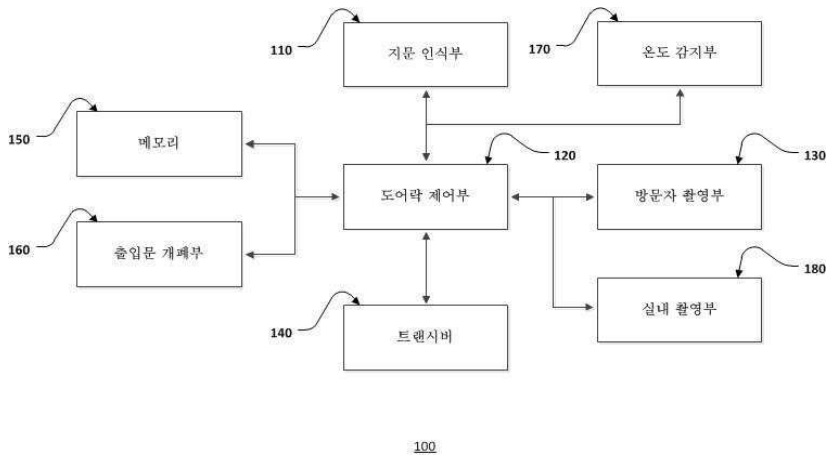 110
지문 인식부
170
온도 감지부
150
메모리
120
도어락 제어부
130
방문자 촬영부
160
출입문 개폐부
180
실내 촬영부
140
트랜시버
100